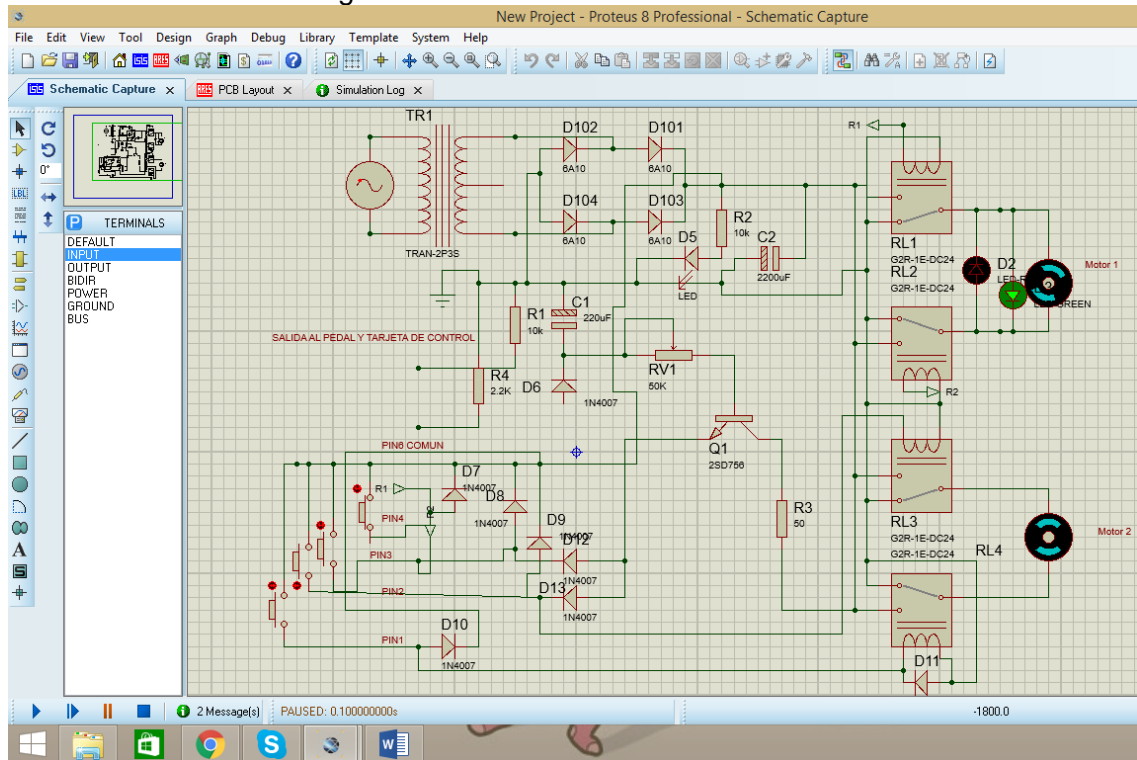 New Project - Proteus 8 Professional - Schematic Capture
File Edit View Tool Design Graph Debug Library Template System Help
Schematic Capture x PCB Layout x Simulation Log x
0°
TERMINALS
DEFAULT
INPUT
OUTPUT
BIDIR
POWER
GROUND
BUS
TR1
TRAN-2P3S
D102
6A10
D101
6A10
D104
6A10
D103
6A10
D5
LED
R2
10k
C2
2200uF
R1
RL1
G2R-1E-DC24
RL2
G2R-1E-DC24
D2
Motor 1
R1
10k
C1
220uF
SALIDA AL PEDAL Y TARJETA DE CONTROL
R4
2.2K
D6
1N4007
RV1
50K
R2
PIN6 COMUN
Q1
2SD756
D7
1N4007
D8
1N4007
R1
PIN4
D9
1N4007
D12
1N4007
PIN3
R3
50
RL3
G2R-1E-DC24
G2R-1E-DC24
RL4
Motor 2
PIN2
D13
1N4007
D10
1N4007
PIN1
D11
2 Message(s) PAUSED: 0.100000000s -1800.0